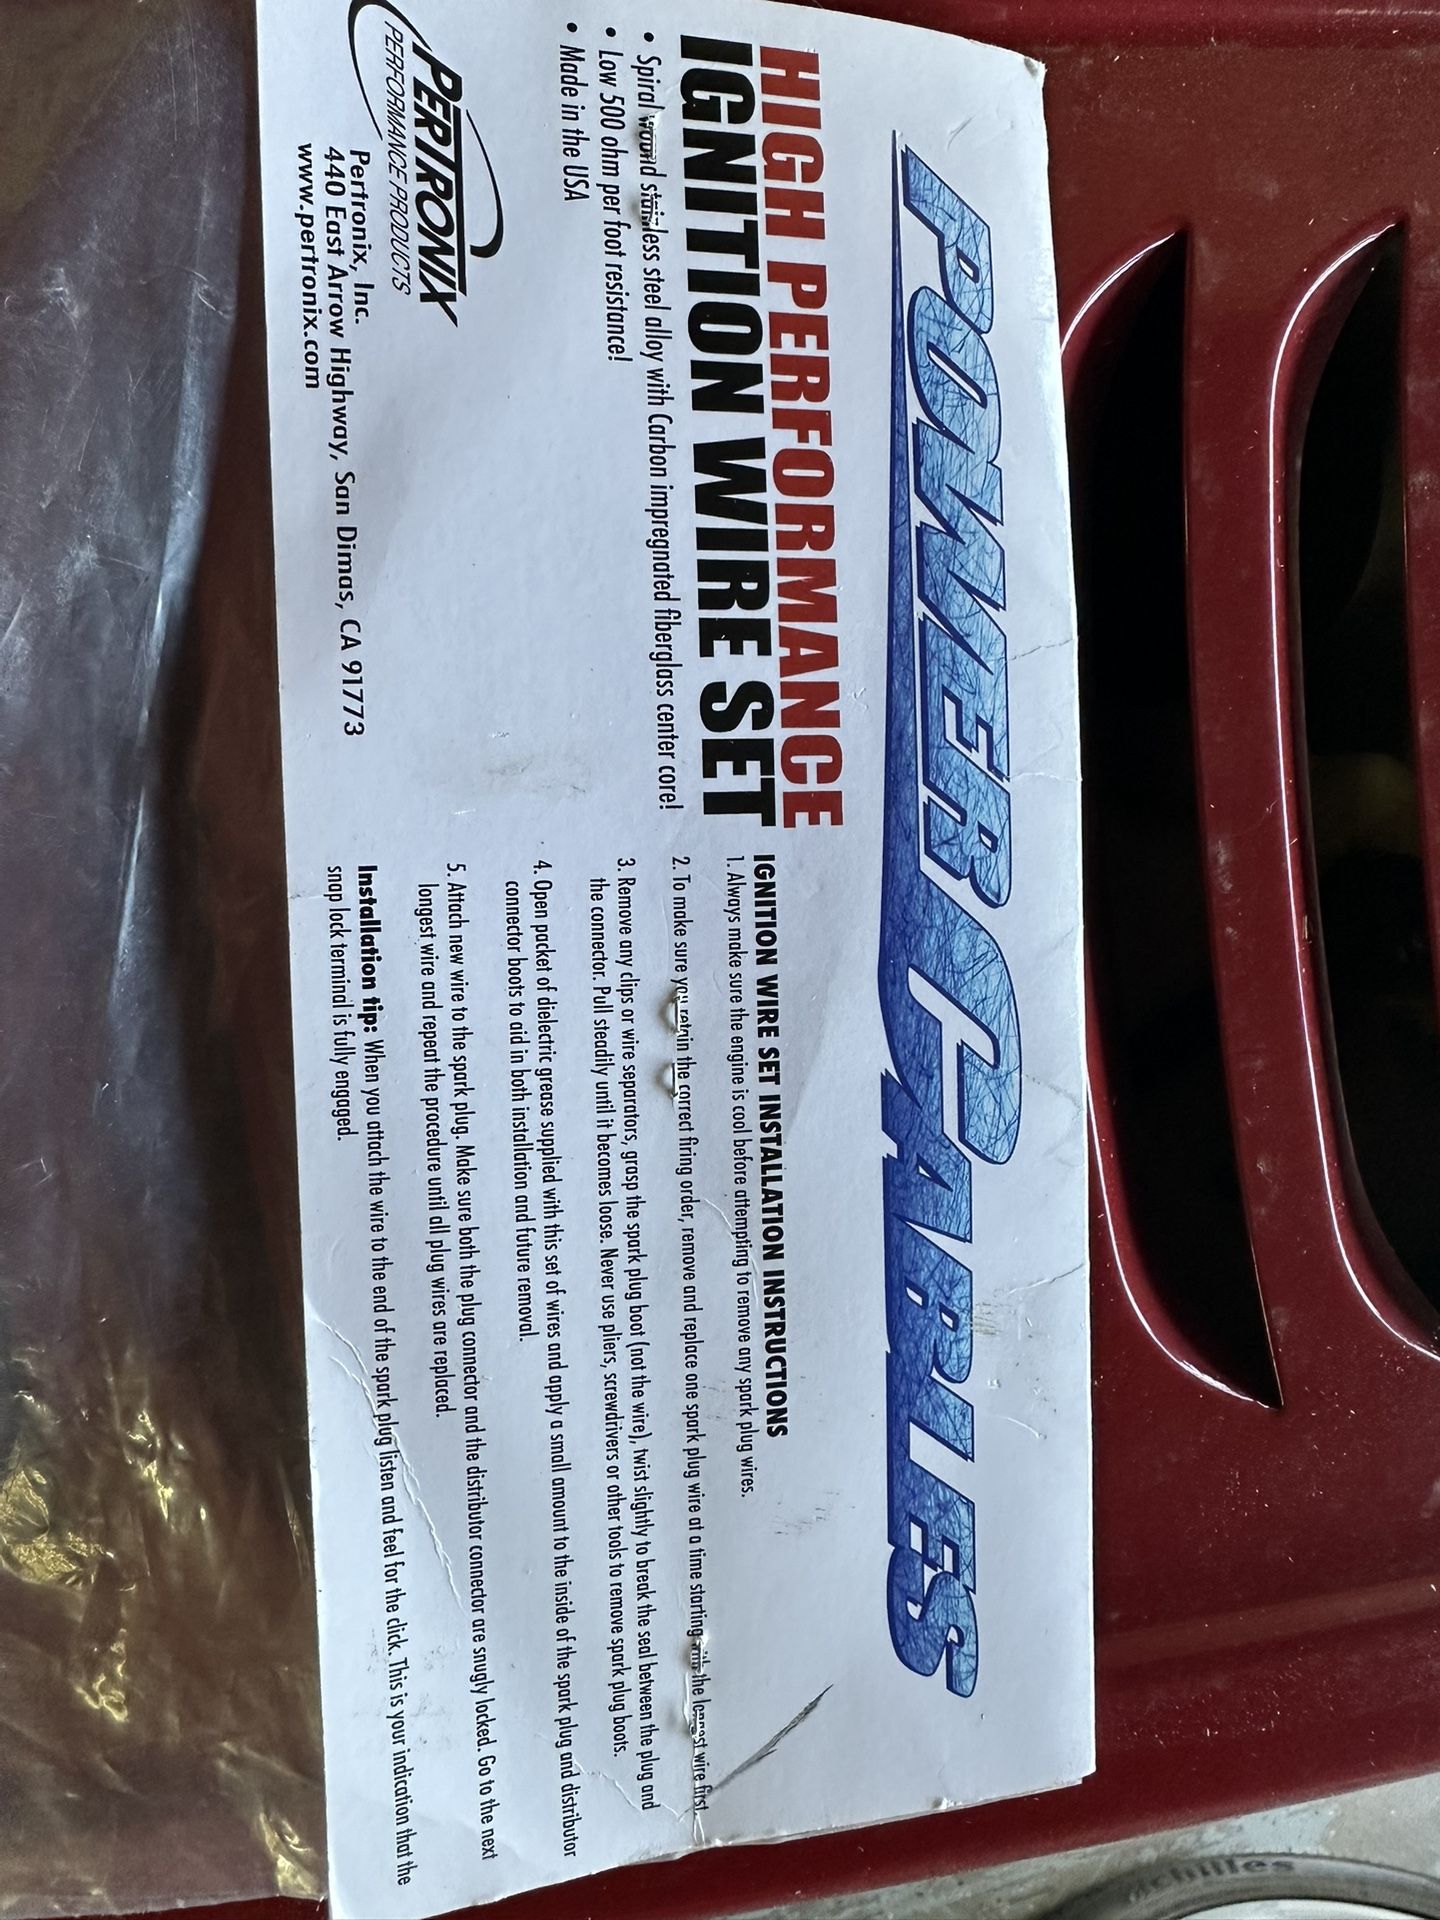 POWER CABLES
HIGH PERFORMANCE
IGNITION WIRE SET
• Spiral wound stainless steel alloy with Carbon impregnated fiberglass center core!
• Low 500 ohm per foot resistance!
• Made in the USA
PERTRONIX
PERFORMANCE PRODUCTS
Pertronix, Inc.
440 East Arrow Highway, San Dimas, CA 91773
www.pertronix.com
IGNITION WIRE SET INSTALLATION INSTRUCTIONS
1. Always make sure the engine is cool before attempting to remove any spark plug wires.
2. To make sure you retain the correct firing order, remove and replace one spark plug wire at a time starting with the longest wire first.
3. Remove any clips or wire separators, grasp the spark plug boot (not the wire), twist slightly to break the seal between the plug and
the connector. Pull steadily until it becomes loose. Never use pliers, screwdrivers or other tools to remove spark plug boots.
4. Open packet of dielectric grease supplied with this set of wires and apply a small amount to the inside of the spark plug and distributor
connector boots to aid in both installation and future removal.
5. Attach new wire to the spark plug. Make sure both the plug connector and the distributor connector are snugly locked. Go to the next
longest wire and repeat the procedure until all plug wires are replaced.
Installation tip: When you attach the wire to the end of the spark plug listen and feel for the click. This is your indication that the
snap lock terminal is fully engaged.
achilles